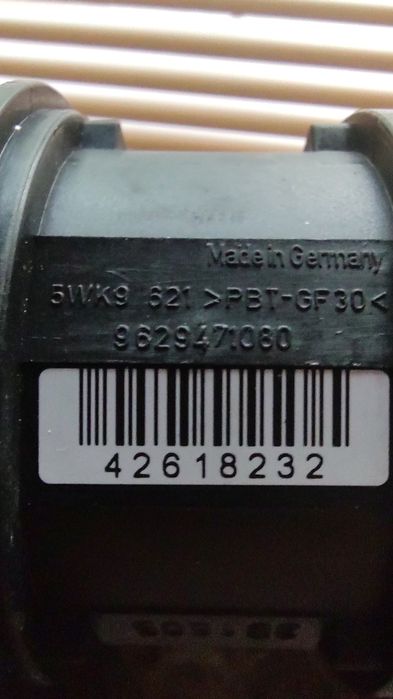 Made in Germany
5WK9 621 >PBT-GF30<
9629471080
42618232